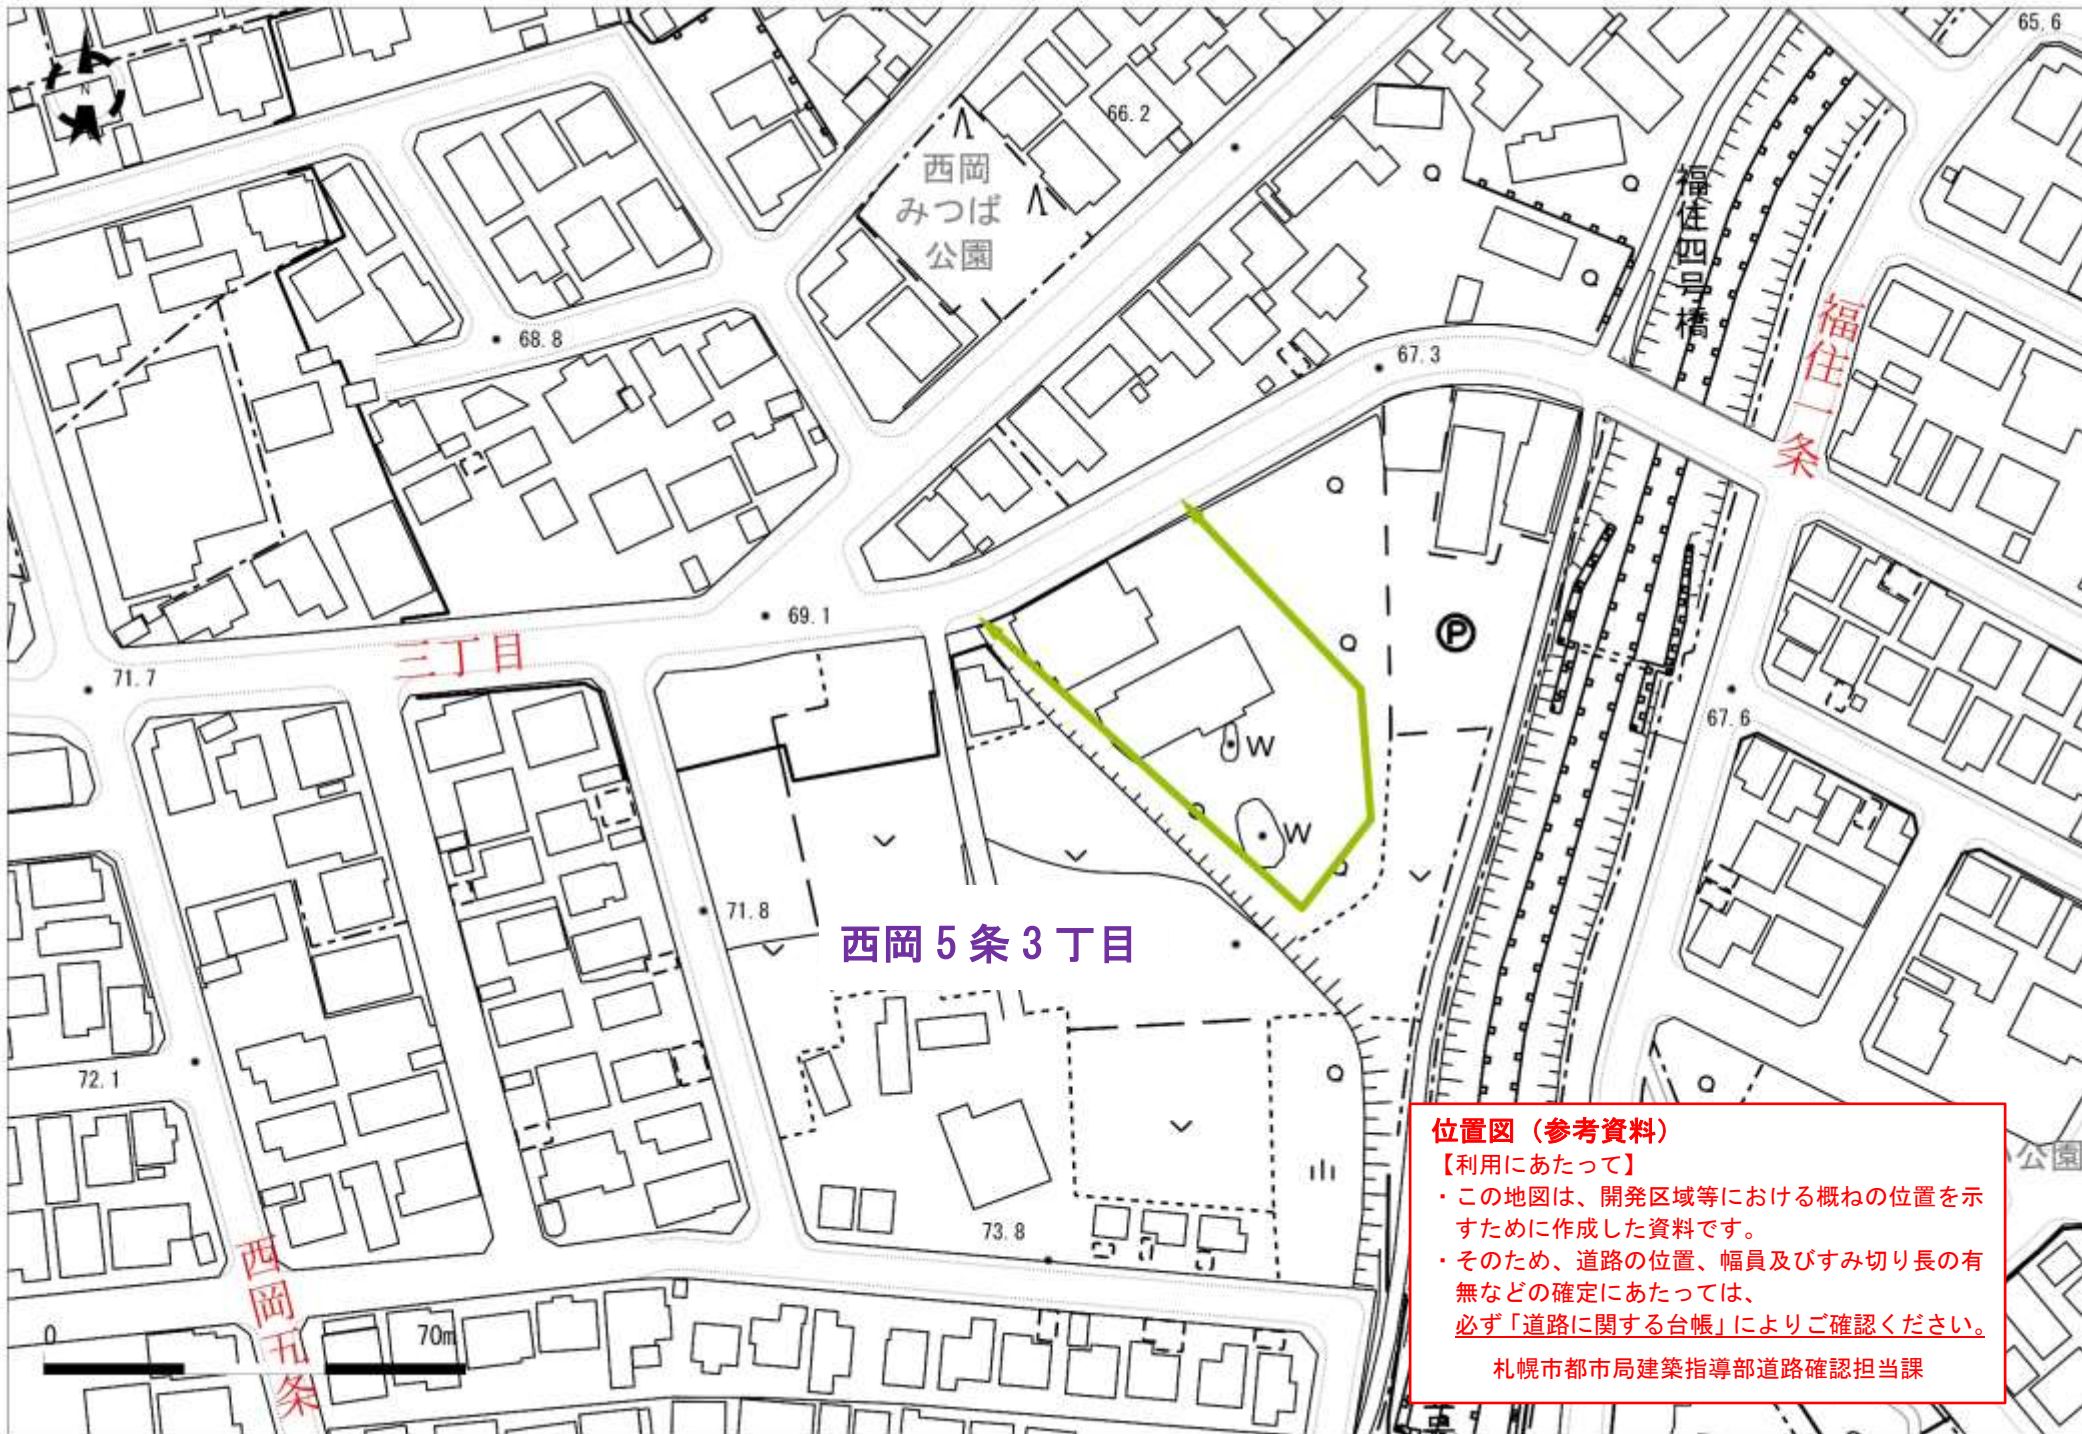 65.6
N
66.2
西岡
みつば
公園
福住四号橋
68.8
67.3
福住一条
69.1
三丁目
71.7
P
W
67.6
W
71.8
西岡5条3丁目
72.1
73.8
西岡五条
0
70m
公園
位置図（参考資料）
【利用にあたって】
・この地図は、開発区域等における概ねの位置を示
すために作成した資料です。
・そのため、道路の位置、幅員及びすみ切り長の有
無などの確定にあたっては、
必ず「道路に関する台帳」によりご確認ください。
札幌市都市局建築指導部道路確認担当課